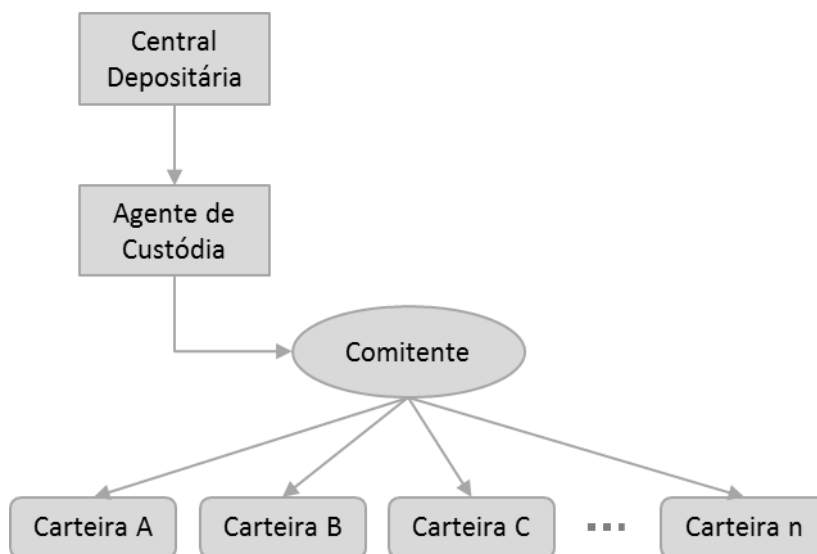 Central
Depositária
Agente de
Custódia
Comitente
Carteira A
Carteira B
Carteira C
...
Carteira n